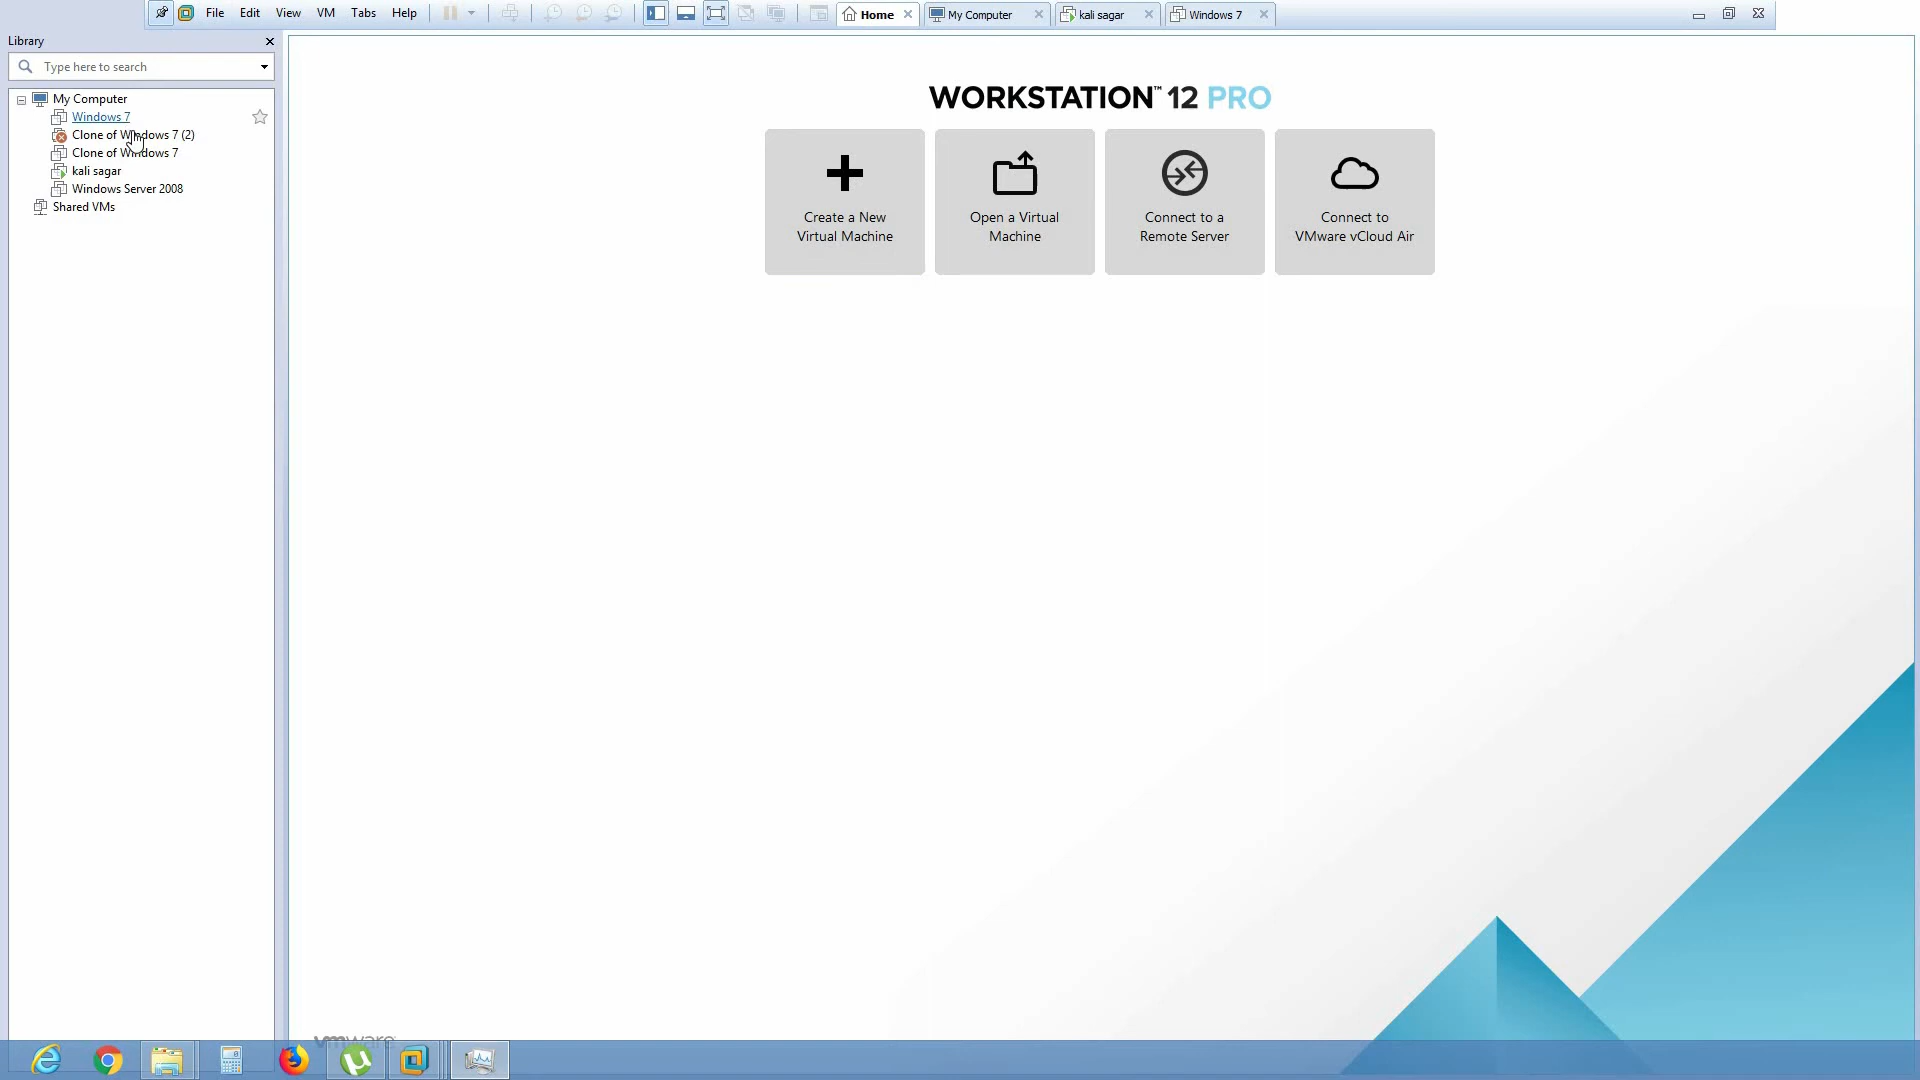 File Edit View VM Tabs Help Home My Computer kali sagar Windows 7
Library
Type here to search
My Computer
Windows 7
Clone of Windows 7 (2)
Clone of Windows 7
kali sagar
Windows Server 2008
Shared VMs
WORKSTATION™ 12 PRO
Create a New
Virtual Machine
Open a Virtual
Machine
Connect to a
Remote Server
Connect to
VMware vCloud Air
vmware